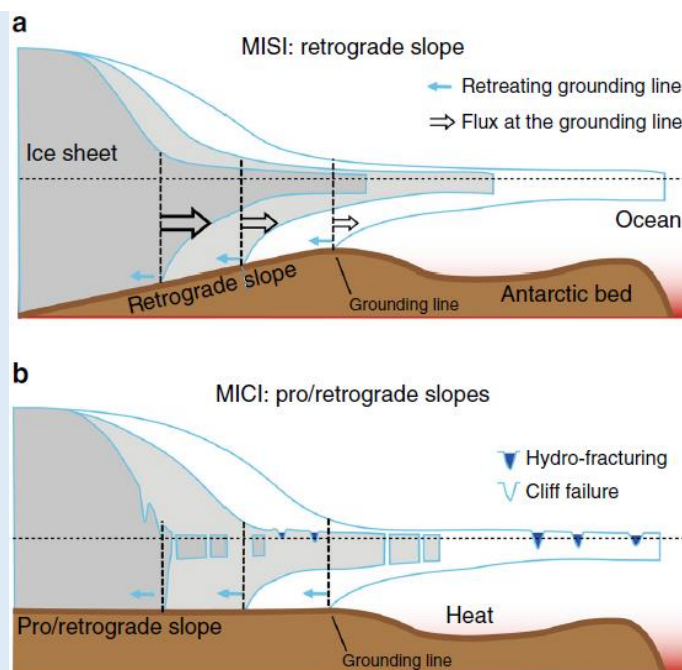 a
MISI: retrograde slope
Retreating grounding line
Flux at the grounding line
Ice sheet
Ocean
Retrograde slope
Grounding line
Antarctic bed
b
MICI: pro/retrograde slopes
Hydro-fracturing
Cliff failure
Pro/retrograde slope
Heat
Grounding line